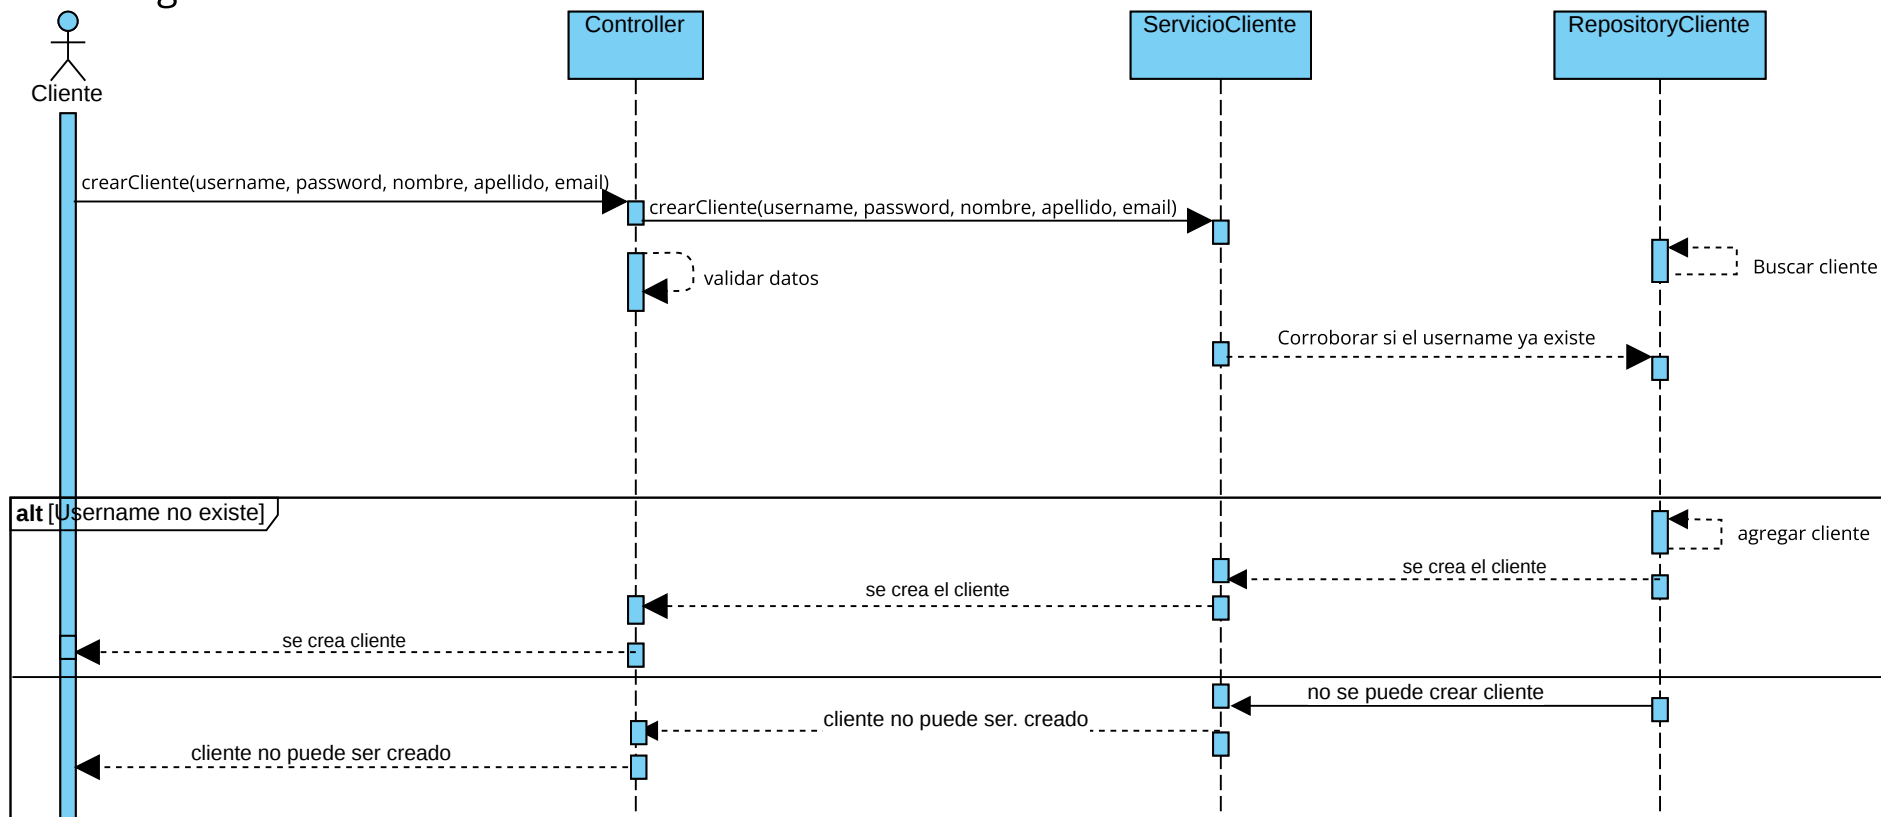 Controller
ServicioCliente
RepositoryCliente
Cliente
crearCliente(username, password, nombre, apellido, email)
crearCliente(username, password, nombre, apellido, email)
validar datos
Buscar cliente
Corroborar si el username ya existe
alt [Username no existe]
agregar cliente
se crea el cliente
se crea el cliente
se crea cliente
no se puede crear cliente
cliente no puede ser. creado
cliente no puede ser creado